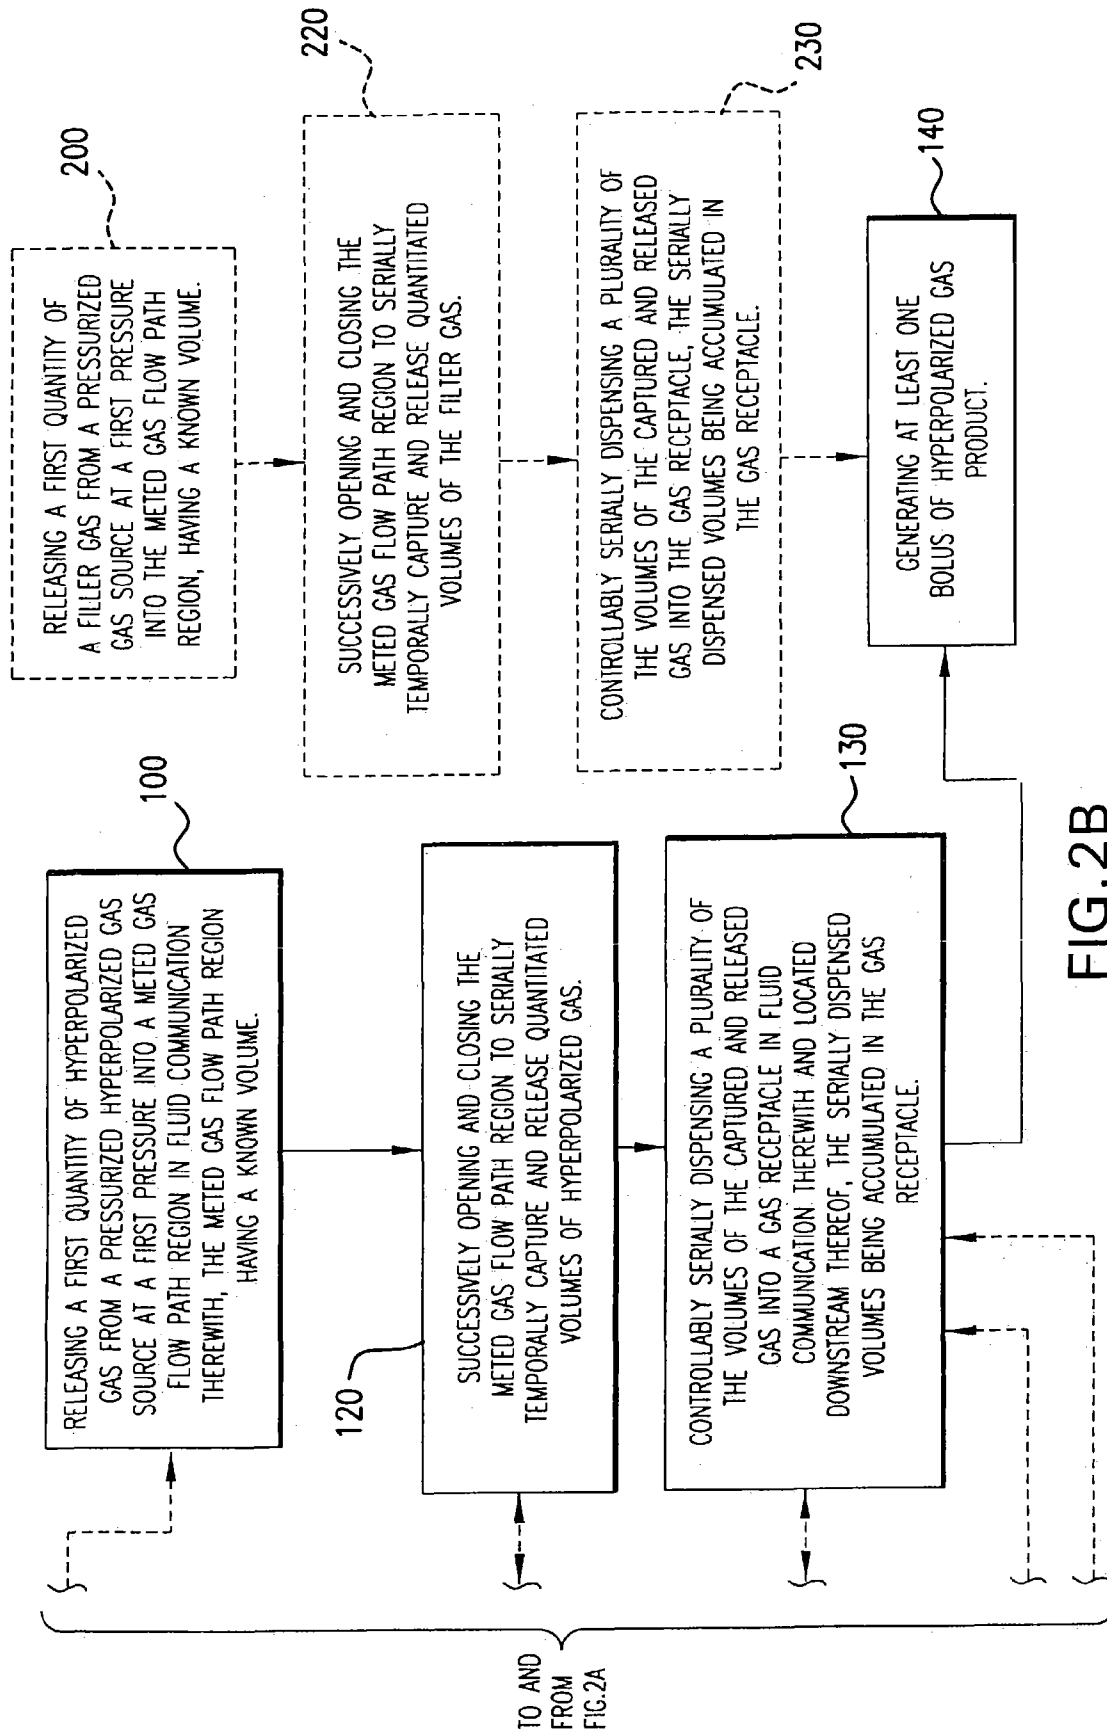 TO AND
FROM
FIG.2A
100
RELEASING A FIRST QUANTITY OF HYPERPOLARIZED
GAS FROM A PRESSURIZED HYPERPOLARIZED GAS
SOURCE AT A FIRST PRESSURE INTO A METED GAS
FLOW PATH REGION IN FLUID COMMUNICATION
THEREWITH, THE METED GAS FLOW PATH REGION
HAVING A KNOWN VOLUME.
120
SUCCESSIVELY OPENING AND CLOSING THE
METED GAS FLOW PATH REGION TO SERIALLY
TEMPORALLY CAPTURE AND RELEASE QUANTITATED
VOLUMES OF HYPERPOLARIZED GAS.
130
CONTROLLABLY SERIALLY DISPENSING A PLURALITY OF
THE VOLUMES OF THE CAPTURED AND RELEASED
GAS INTO A GAS RECEPTACLE IN FLUID
COMMUNICATION THEREWITH AND LOCATED
DOWNSTREAM THEREOF, THE SERIALLY DISPENSED
VOLUMES BEING ACCUMULATED IN THE GAS
RECEPTACLE.
200
RELEASING A FIRST QUANTITY OF
A FILLER GAS FROM A PRESSURIZED
GAS SOURCE AT A FIRST PRESSURE
INTO THE METED GAS FLOW PATH
REGION, HAVING A KNOWN VOLUME.
220
SUCCESSIVELY OPENING AND CLOSING THE
METED GAS FLOW PATH REGION TO SERIALLY
TEMPORALLY CAPTURE AND RELEASE QUANTITATED
VOLUMES OF THE FILTER GAS.
230
CONTROLLABLY SERIALLY DISPENSING A PLURALITY OF
THE VOLUMES OF THE CAPTURED AND RELEASED
GAS INTO THE GAS RECEPTACLE, THE SERIALLY
DISPENSED VOLUMES BEING ACCUMULATED IN
THE GAS RECEPTACLE.
140
GENERATING AT LEAST ONE
BOLUS OF HYPERPOLARIZED GAS
PRODUCT.
FIG.2B